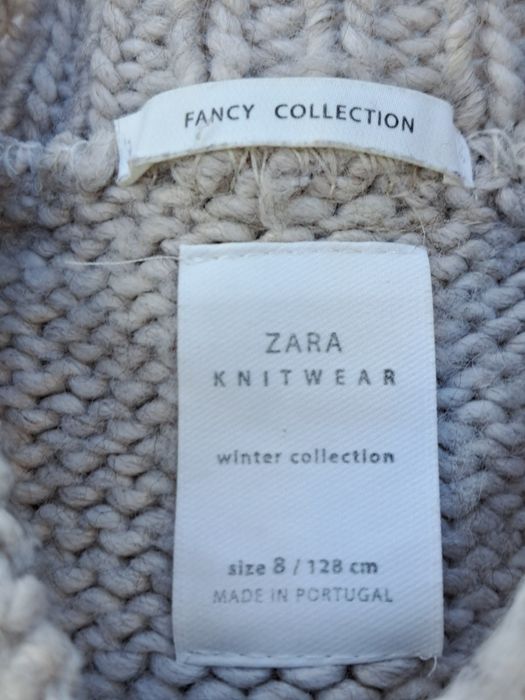 FANCY COLLECTION
ZARA
KNITWEAR
winter collection
size 8 / 128 cm
MADE IN PORTUGAL